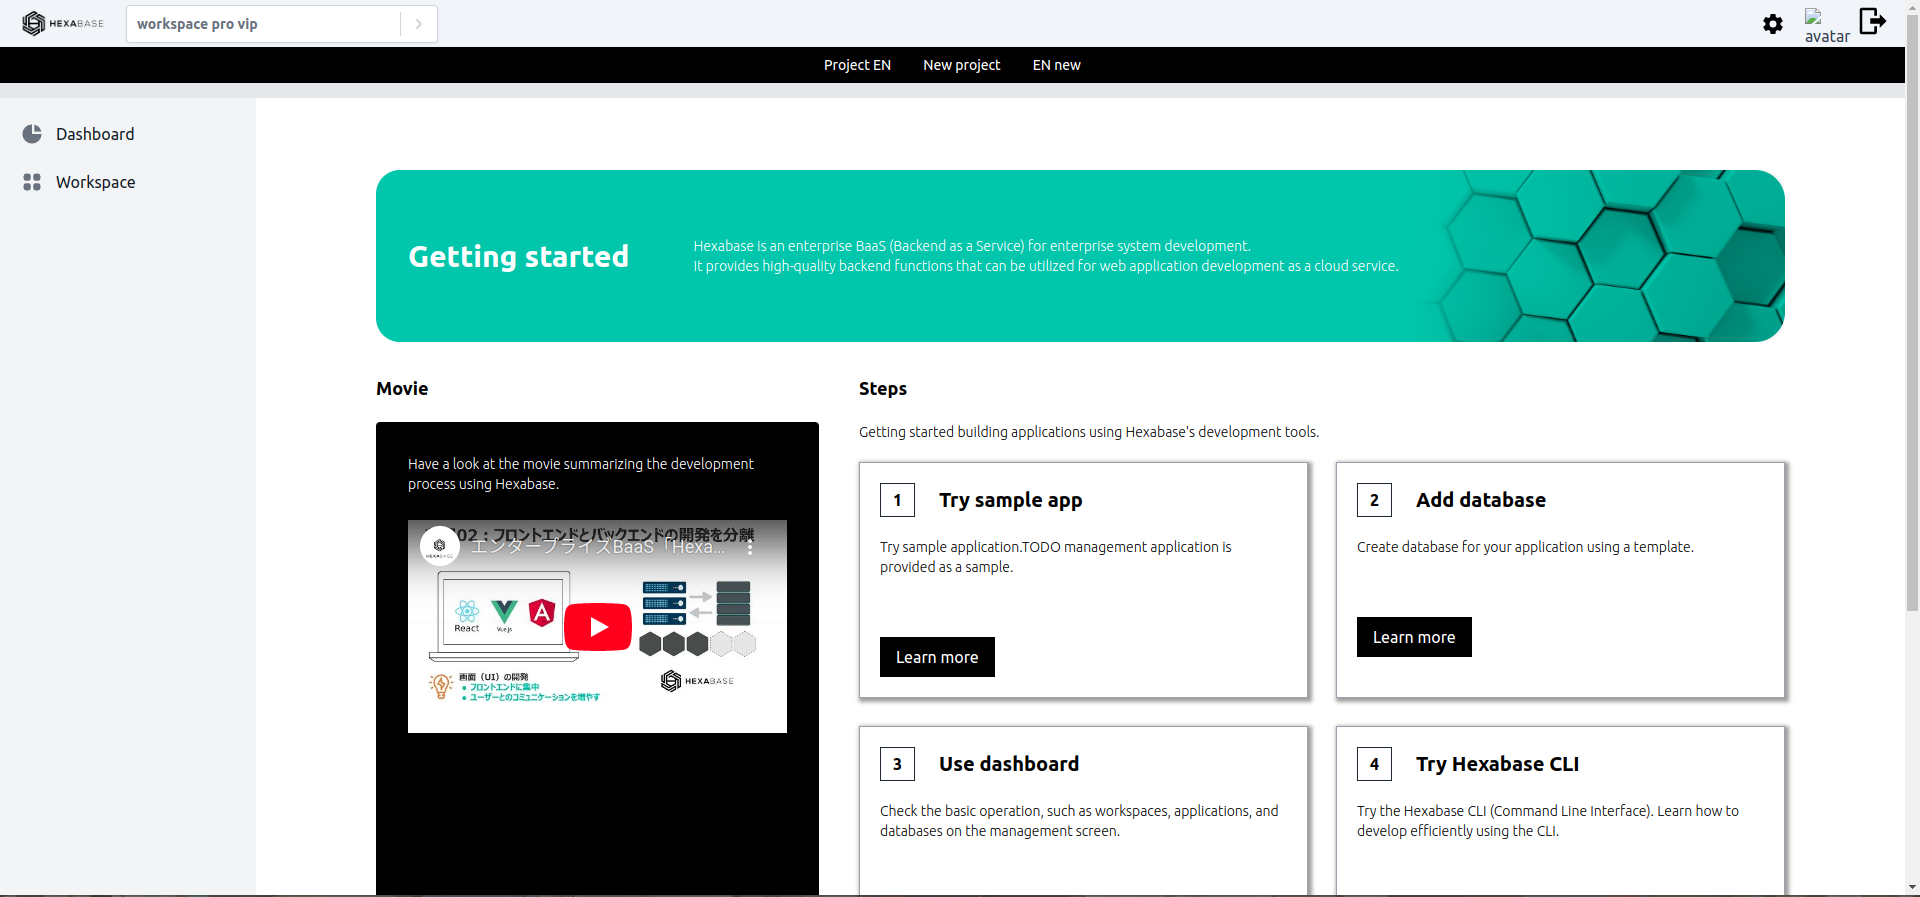 HEXABASE
workspace pro vip
avatar
Project EN
New project
EN new
Dashboard
Workspace
Getting started
Hexabase is an enterprise BaaS (Backend as a Service) for enterprise system development.
It provides high-quality backend functions that can be utilized for web application development as a cloud service.
Movie
Have a look at the movie summarizing the development
process using Hexabase.
02：フロントエンドとバックエンドの開発を分離
エンタープライズBaaS「Hexa...
HEXABASE
React
Vue.js
画面（UI）の開発
● フロントエンドに集中
● ユーザーとのコミュニケーションを増やす
HEXABASE
Steps
Getting started building applications using Hexabase's development tools.
1 Try sample app
Try sample application.TODO management application is
provided as a sample.
Learn more
2 Add database
Create database for your application using a template.
Learn more
3 Use dashboard
Check the basic operation, such as workspaces, applications, and
databases on the management screen.
4 Try Hexabase CLI
Try the Hexabase CLI (Command Line Interface). Learn how to
develop efficiently using the CLI.